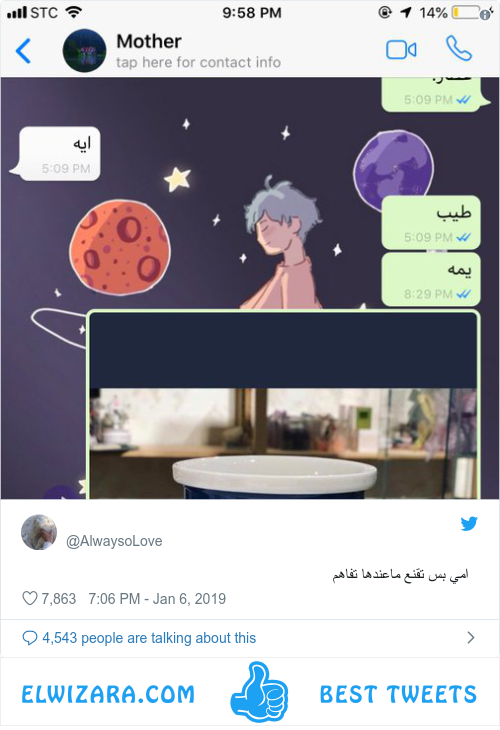 STC
9:58 PM
14%
Mother
tap here for contact info
5:09 PM
ايه
5:09 PM
طيب
5:09 PM
يمه
8:29 PM
@AlwaysoLove
امي بس تقنع ماعندها تفاهم
7,863 7:06 PM - Jan 6, 2019
4,543 people are talking about this
ELWIZARA.COM BEST TWEETS